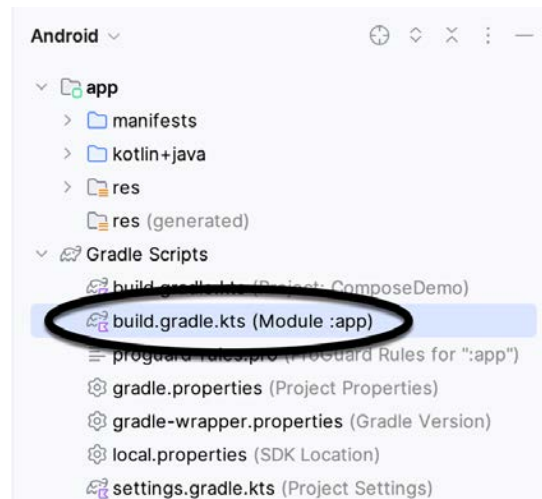 Android
app
manifests
kotlin+java
res
res (generated)
Gradle Scripts
build.gradle.kts (Project: ComposeDemo)
build.gradle.kts (Module :app)
proguard-rules.pro (ProGuard Rules for ":app")
gradle.properties (Project Properties)
gradle-wrapper.properties (Gradle Version)
local.properties (SDK Location)
settings.gradle.kts (Project Settings)